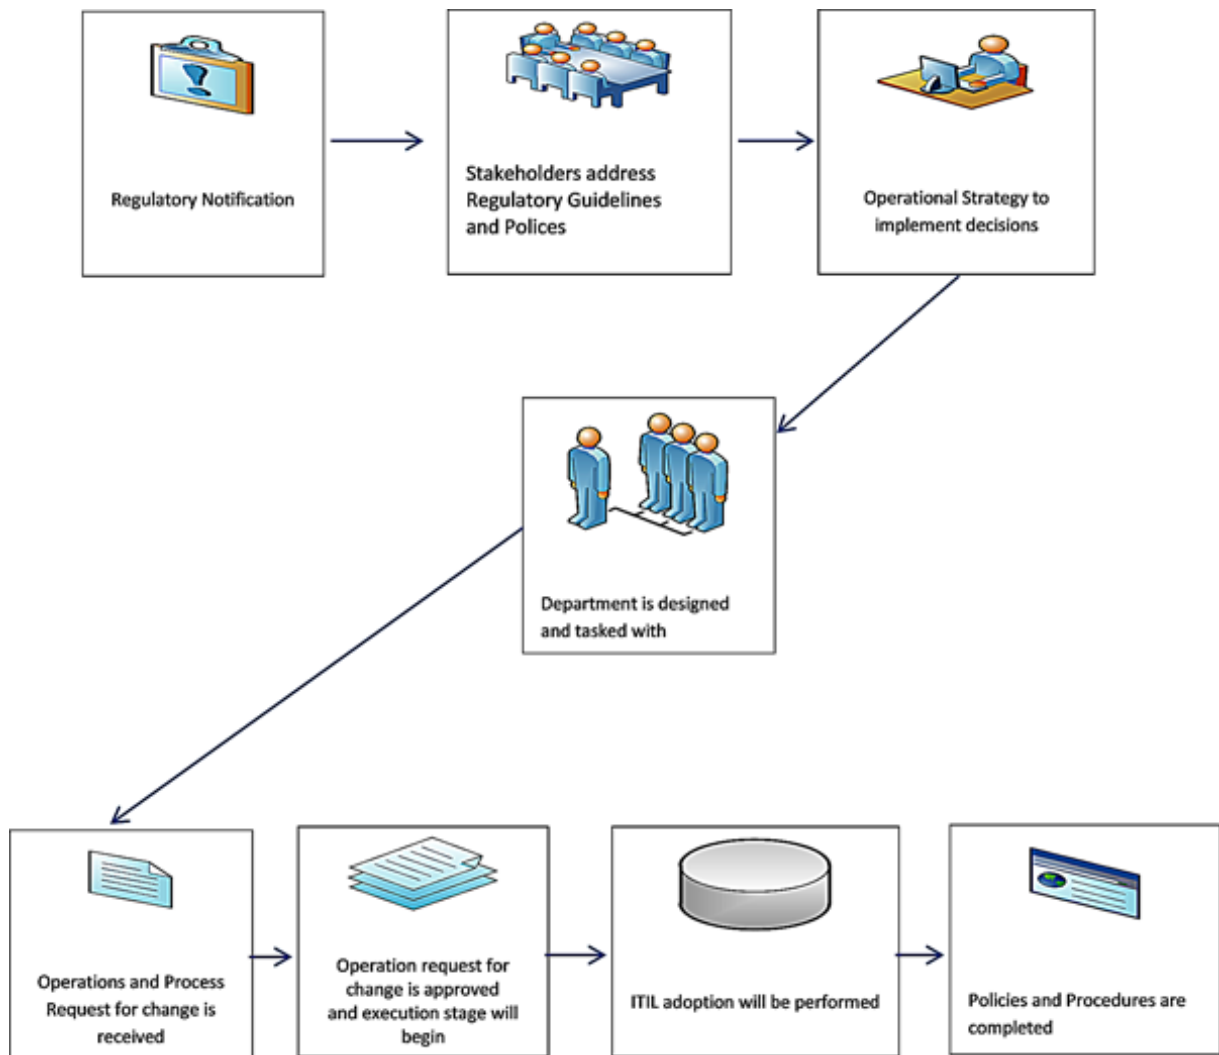 Regulatory Notification
Stakeholders address
Regulatory Guidelines
and Polices
Operational Strategy to
implement decisions
Department is designed
and tasked with
Operations and Process
Request for change is
received
Operation request for
change is approved
and execution stage will
begin
ITIL adoption will be performed
Policies and Procedures are
completed